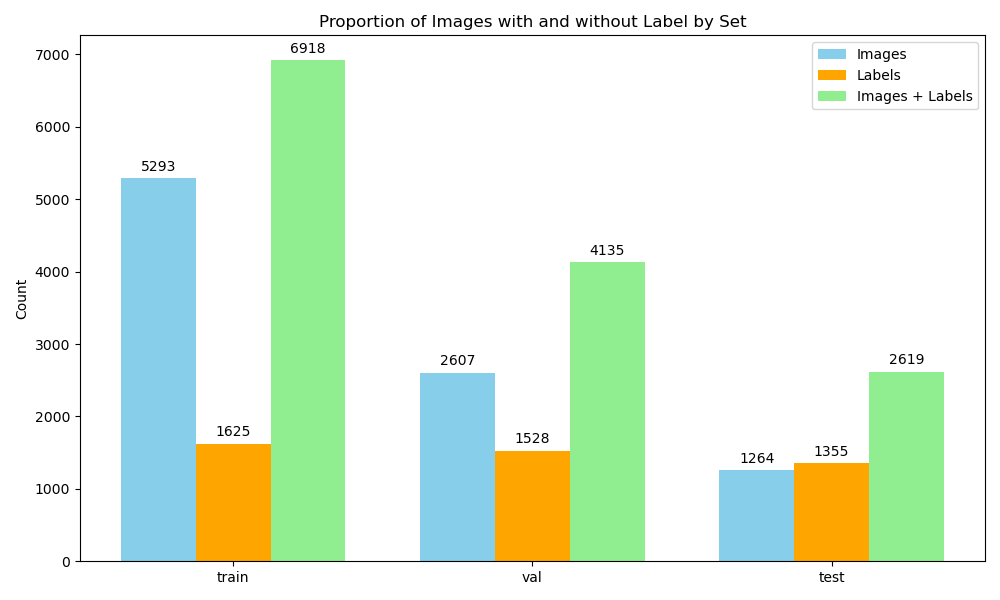 Proportion of Images with and without Label by Set
Count
7000
6000
5000
4000
3000
2000
1000
0
5293
1625
6918
2607
1528
4135
1264
1355
2619
train
val
test
Images
Labels
Images + Labels